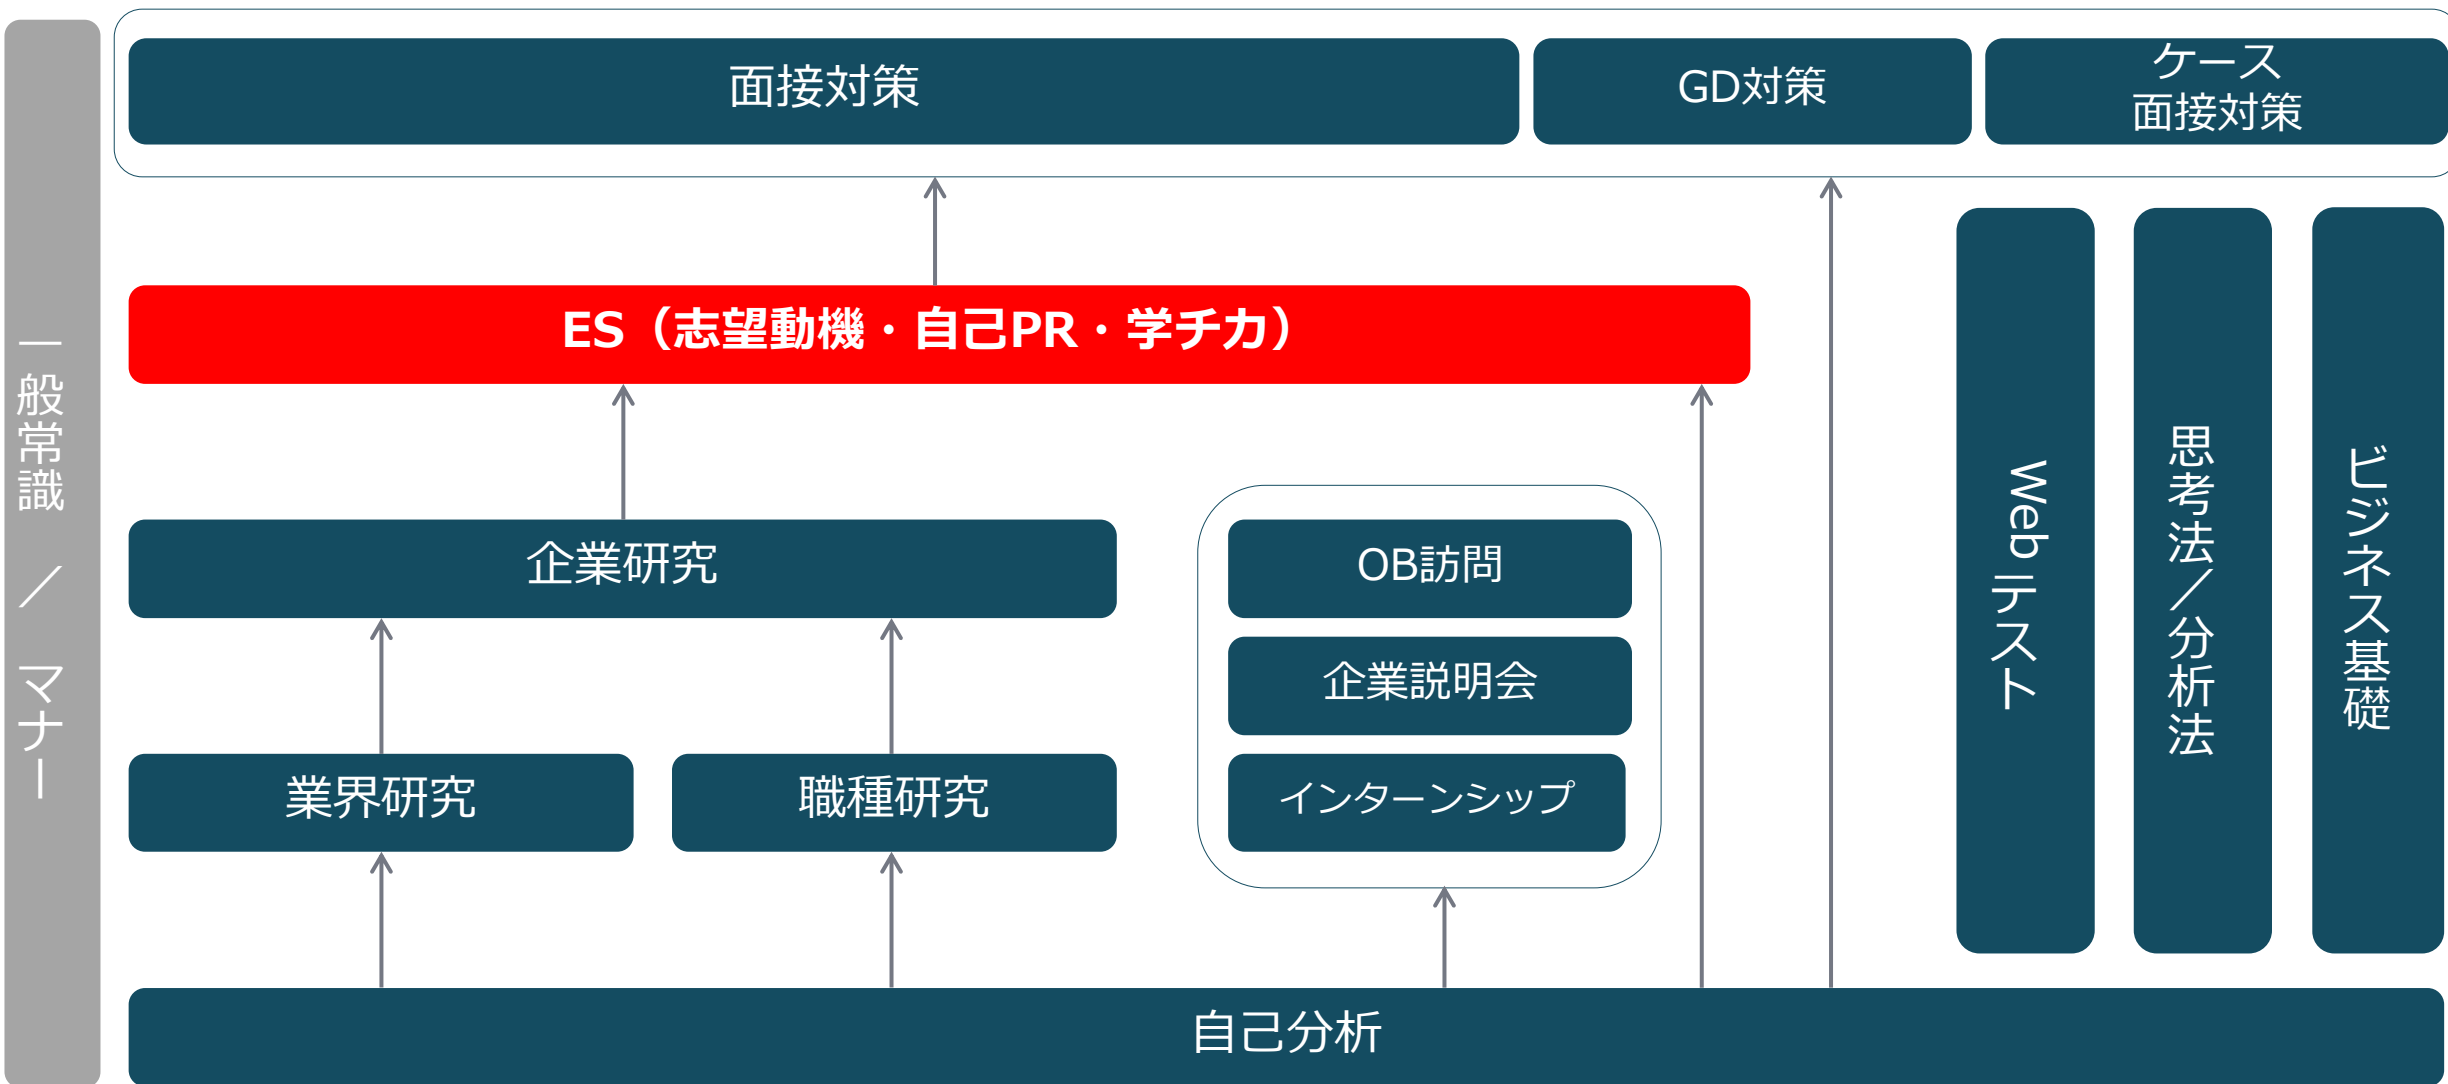 面接対策
GD対策
ケース
面接対策
ES（志望動機・自己PR・学チカ）
企業研究
OB訪問
企業説明会
業界研究
職種研究
インターンシップ
自己分析
一般常識　／　マナー
Webテスト
思考法／分析法
ビジネス基礎